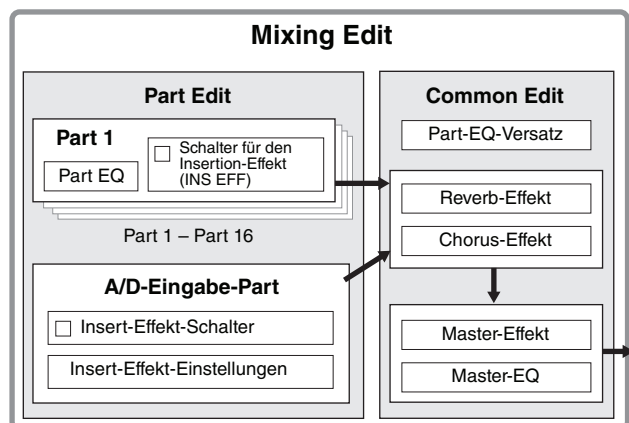 Mixing Edit
Part Edit
Part 1
Part EQ
Schalter für den
Insertion-Effekt
(INS EFF)
Part 1 – Part 16
A/D-Eingabe-Part
Insert-Effekt-Schalter
Insert-Effekt-Einstellungen
Common Edit
Part-EQ-Versatz
Reverb-Effekt
Chorus-Effekt
Master-Effekt
Master-EQ